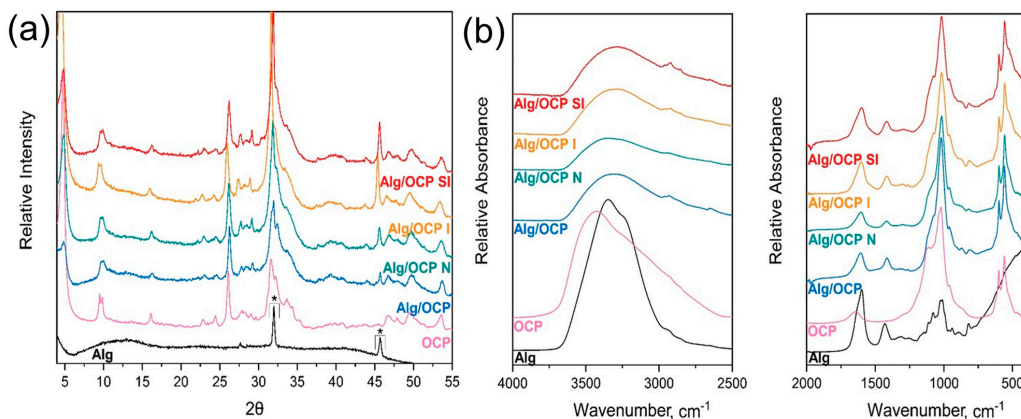 (a)
Relative Intensity
Alg/OCP SI
Alg/OCP I
Alg/OCP N
Alg/OCP
OCP
*
*
Alg
5 10 15 20 25 30 35 40 45 50 55
2θ
(b)
Relative Absorbance
Alg/OCP SI
Alg/OCP I
Alg/OCP N
Alg/OCP
OCP
Alg
4000 3500 3000 2500
Wavenumber, cm⁻¹
Relative Absorbance
Alg/OCP SI
Alg/OCP I
Alg/OCP N
Alg/OCP
OCP
Alg
2000 1500 1000 500
Wavenumber, cm⁻¹